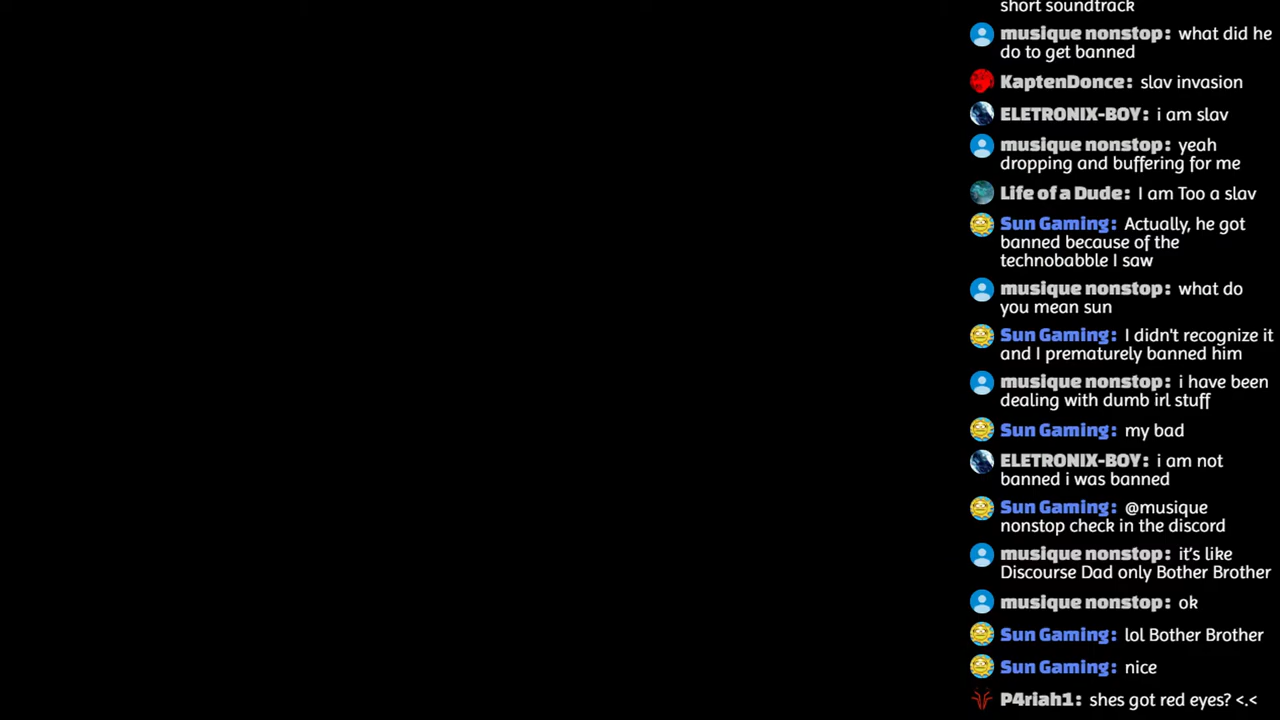 short soundtrack
musique nonstop: what did he
do to get banned
KaptenDonce: slav invasion
ELETRONIX-BOY: i am slav
musique nonstop: yeah
dropping and buffering for me
Life of a Dude: I am Too a slav
Sun Gaming: Actually, he got
banned because of the
technobabble I saw
musique nonstop: what do
you mean sun
Sun Gaming: I didn't recognize it
and I prematurely banned him
musique nonstop: i have been
dealing with dumb irl stuff
Sun Gaming: my bad
ELETRONIX-BOY: i am not
banned i was banned
Sun Gaming: @musique
nonstop check in the discord
musique nonstop: it's like
Discourse Dad only Bother Brother
musique nonstop: ok
Sun Gaming: lol Bother Brother
Sun Gaming: nice
P4riah1: shes got red eyes? <.<